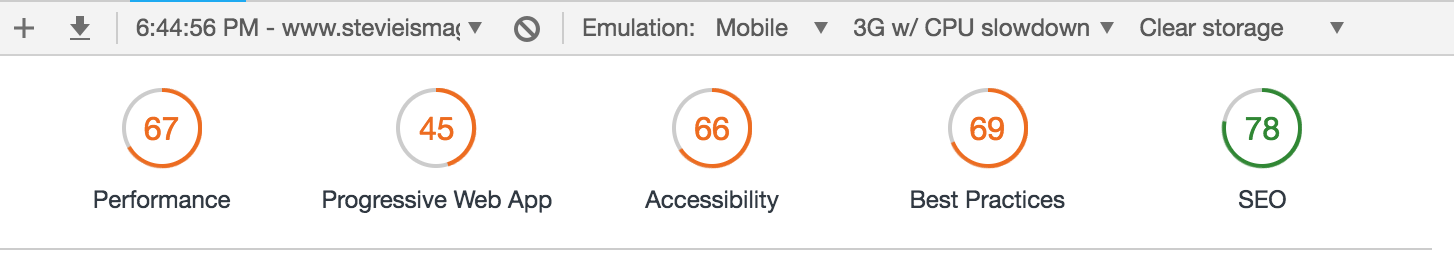 6:44:56 PM - www.stevieismag Emulation: Mobile 3G w/ CPU slowdown Clear storage
67 45 66 69 78
Performance Progressive Web App Accessibility Best Practices SEO